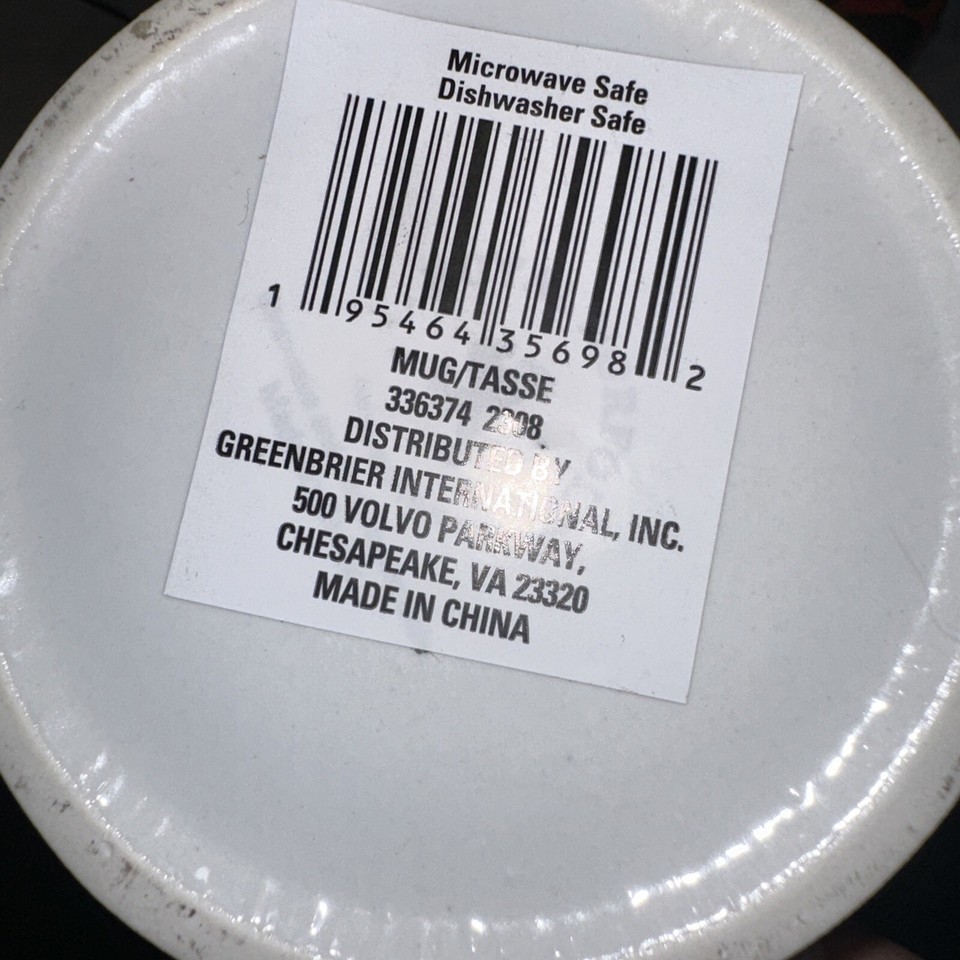 Microwave Safe
Dishwasher Safe
1 95464 35698 2
MUG/TASSE
336374 2308
DISTRIBUTED BY
GREENBRIER INTERNATIONAL, INC.
500 VOLVO PARKWAY,
CHESAPEAKE, VA 23320
MADE IN CHINA